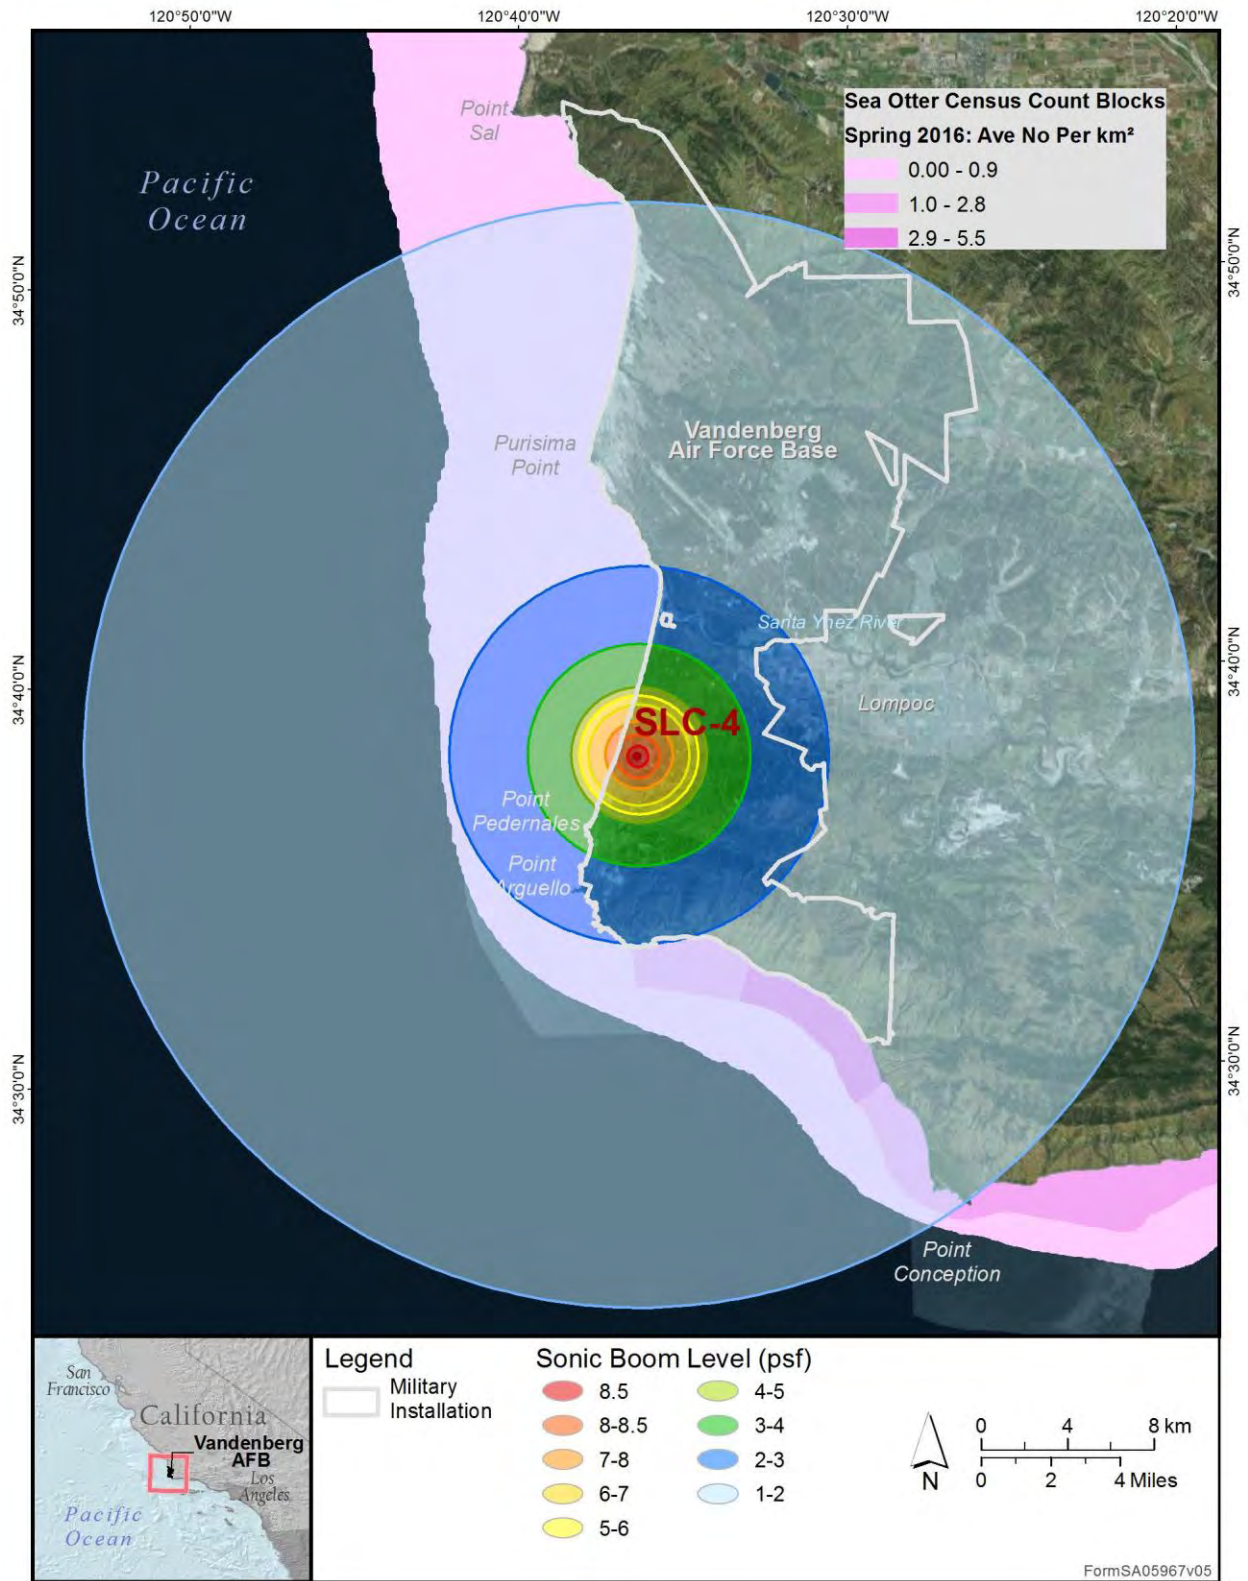 120°50'0"W
120°40'0"W
120°30'0"W
120°20'0"W
Sea Otter Census Count Blocks
Spring 2016: Ave No Per km²
0.00 - 0.9
1.0 - 2.8
2.9 - 5.5
Point
Sal
Pacific
Ocean
34°50'0"N
34°50'0"N
Purisima
Point
Vandenberg
Air Force Base
Santa Ynez River
34°40'0"N
34°40'0"N
Lompoc
SLC-4
Point
Pedernales
Point
Arguello
34°30'0"N
34°30'0"N
Point
Conception
San
Francisco
California
Vandenberg
AFB
Los
Angeles
Pacific
Ocean
Legend
Military
Installation
Sonic Boom Level (psf)
8.5
8-8.5
7-8
6-7
5-6
4-5
3-4
2-3
1-2
N
0 4 8 km
0 2 4 Miles
FormSA05967v05